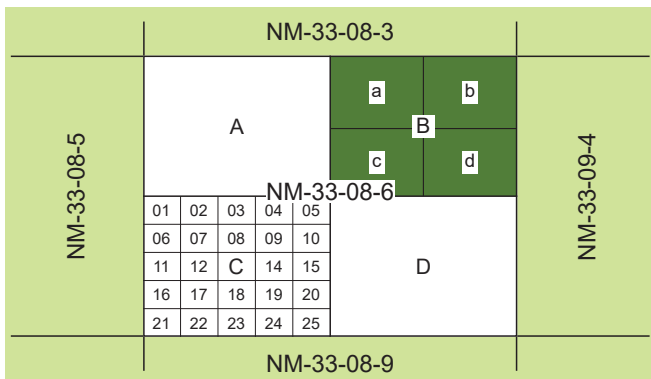 NM-33-08-3
NM-33-08-5
A
a
b
B
c
d
NM-33-09-4
NM-33-08-6
01 02 03 04 05
06 07 08 09 10
11 12 C 14 15
16 17 18 19 20
21 22 23 24 25
D
NM-33-08-9